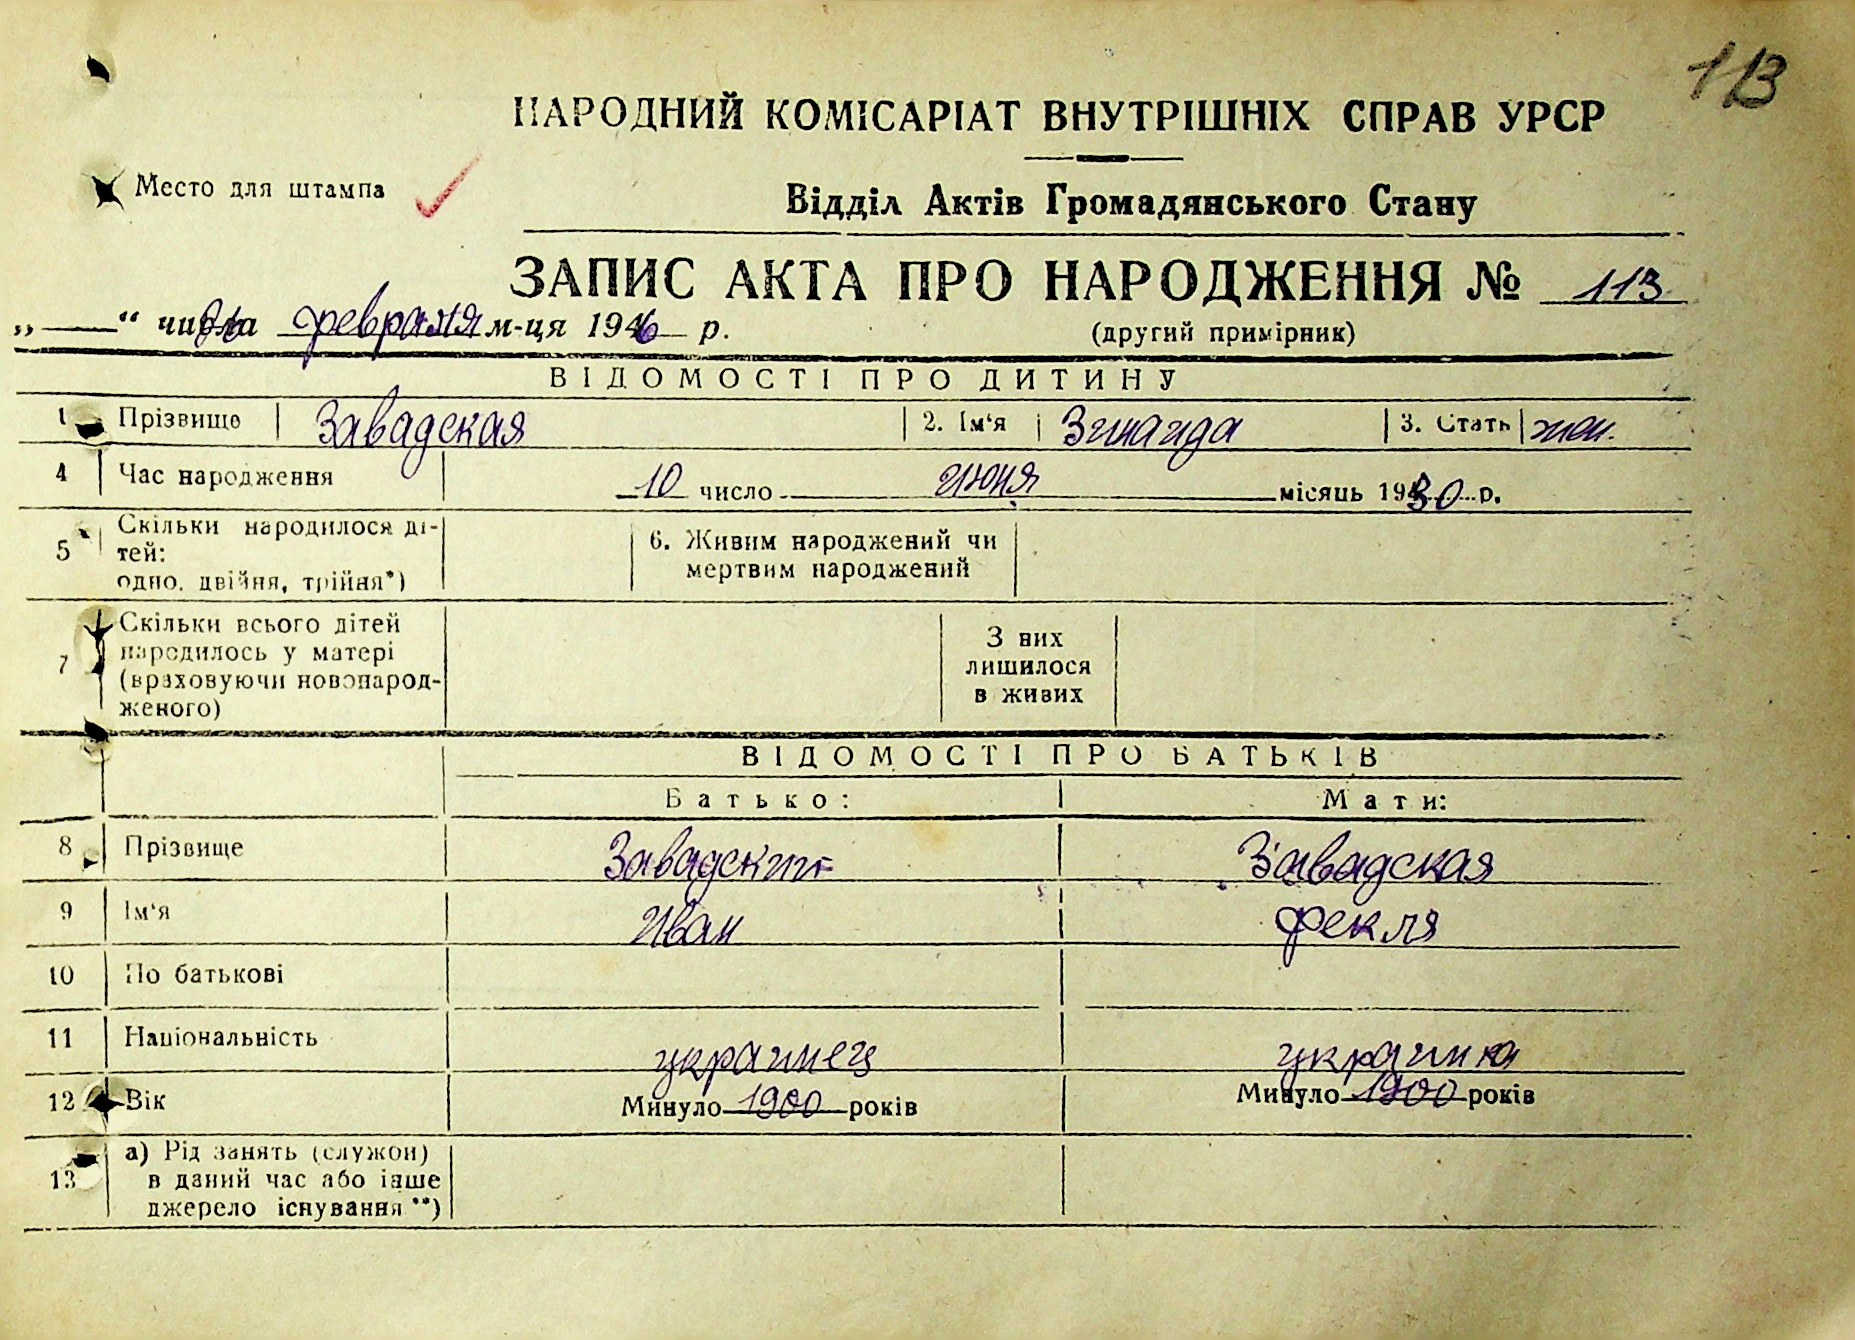 113
НАРОДНИЙ КОМІСАРІАТ ВНУТРІШНІХ СПРАВ УРСР
Место для штампа
Відділ Актів Громадянського Стану
ЗАПИС АКТА ПРО НАРОДЖЕННЯ № 113
„——“ числа февраля м-ця 1946 р.
(другий примірник)
ВІДОМОСТІ ПРО ДИТИНУ
1 Прізвище Завадская 2. Ім‘я Зинаида 3. Стать жен.
4 Час народження 10 число июня місяць 1930 р.
5 Скільки народилося ді-
тей:
одно, двійня, трійня*)
6. Живим народжений чи
мертвим народжений
7 Скільки всього дітей
народилось у матері
(враховуючи новонарод-
женого)
З них
лишилося
в живих
ВІДОМОСТІ ПРО БАТЬКІВ
Батько: Мати:
8 Прізвище Завадский Завадская
9 Ім‘я Иван Фекля
10 По батькові
11 Національність украинец украинка
12 Вік Минуло 1900 років Минуло 1900 років
13 а) Рід занять (служби)
в даний час або інше
джерело існування **)